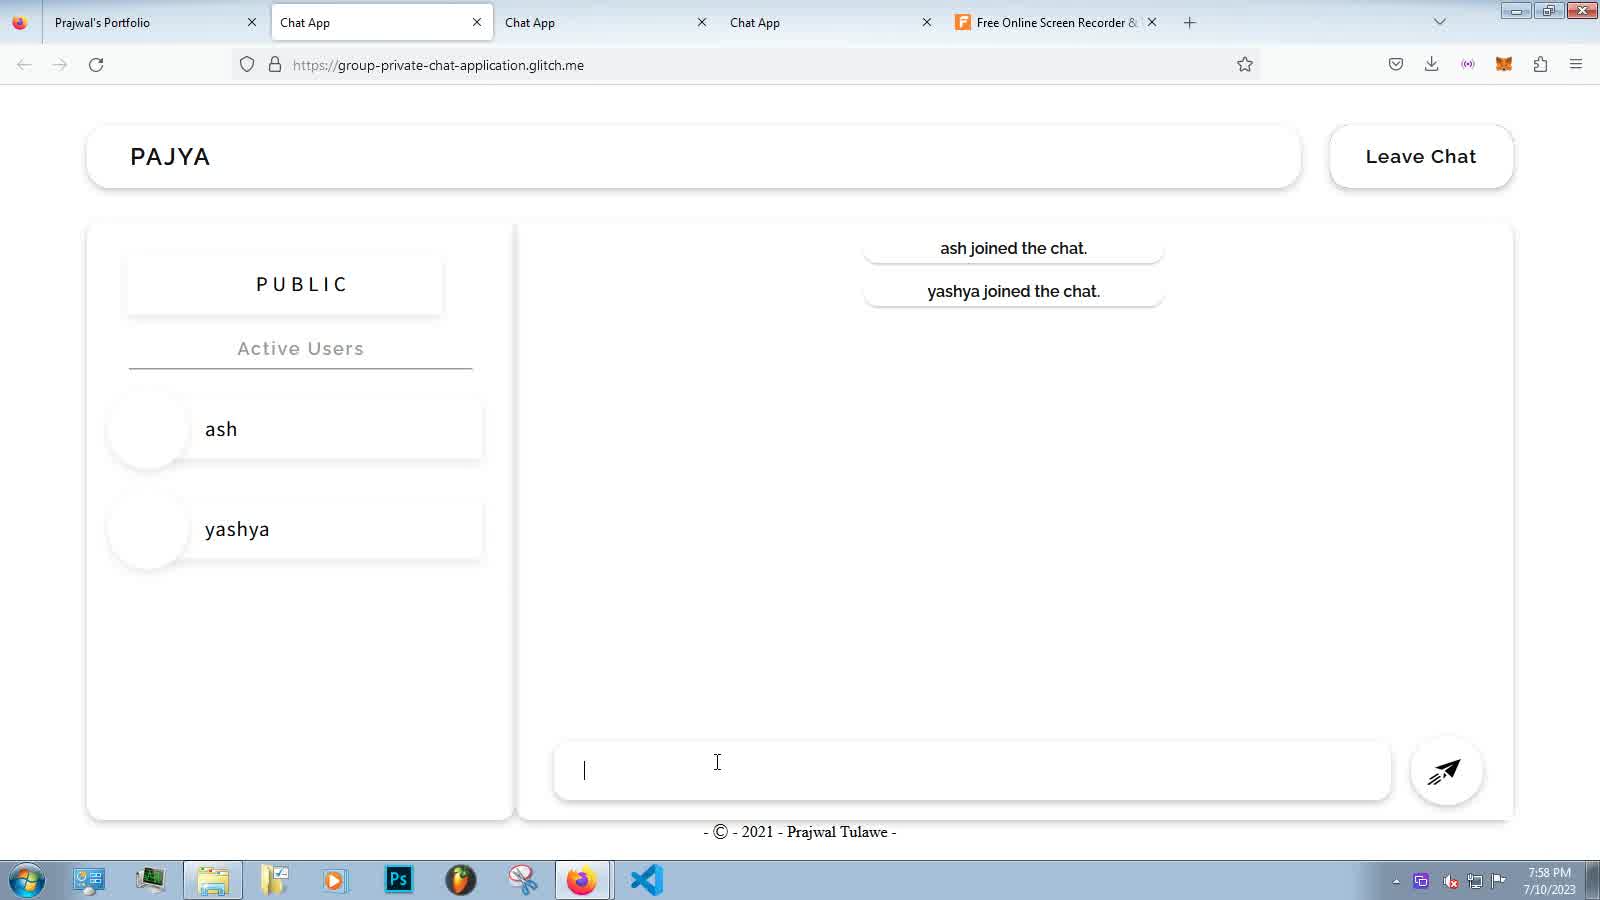 Prajwal's Portfolio
Chat App
Chat App
Chat App
Free Online Screen Recorder &
https://group-private-chat-application.glitch.me
PAJYA
Leave Chat
PUBLIC
Active Users
ash
yashya
ash joined the chat.
yashya joined the chat.
- © - 2021 - Prajwal Tulawe -
Ps
7:58 PM
7/10/2023